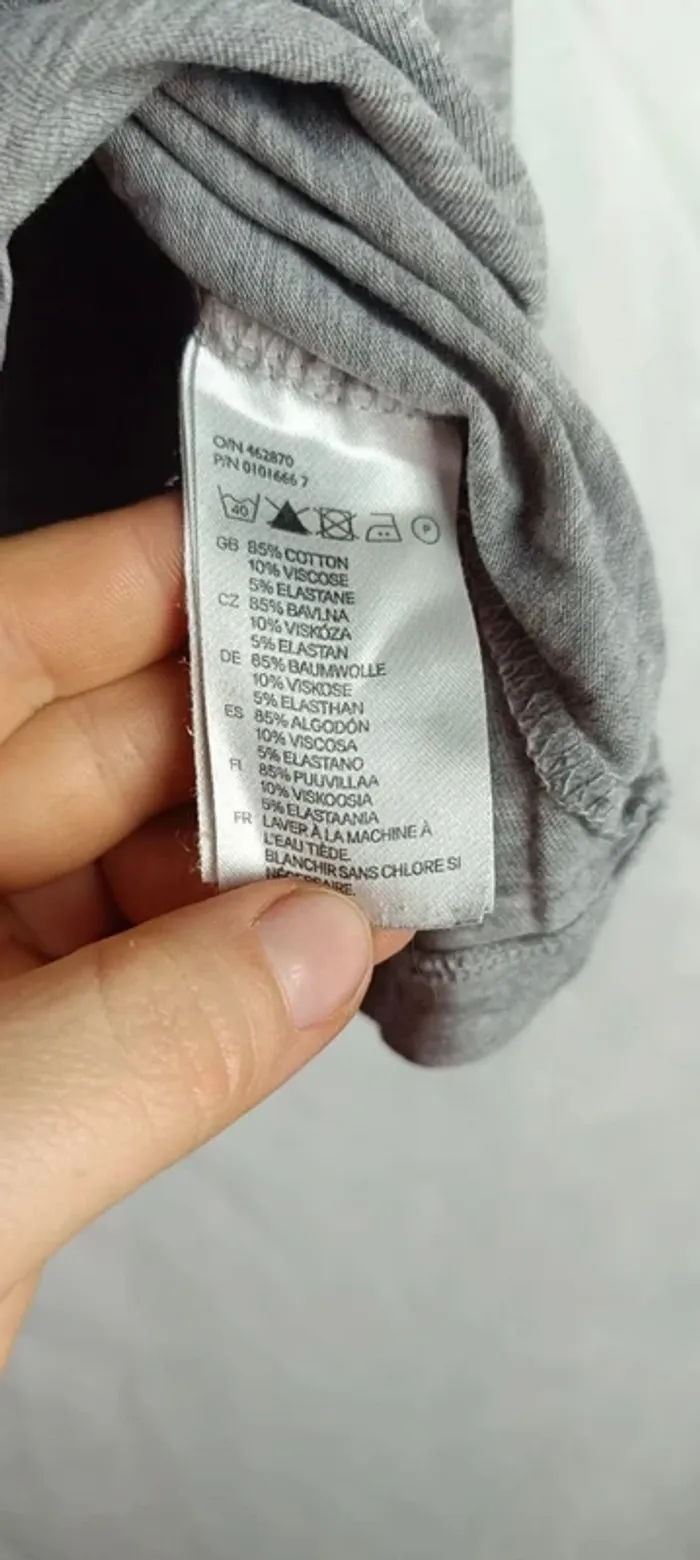 O/N 462870
P/N 0101666 7
40 P
GB 85% COTTON
10% VISCOSE
5% ELASTANE
CZ 85% BAVLNA
10% VISKÓZA
5% ELASTAN
DE 85% BAUMWOLLE
10% VISKOSE
5% ELASTHAN
ES 85% ALGODÓN
10% VISCOSA
5% ELASTANO
FI 85% PUUVILLAA
10% VISKOOSIA
5% ELASTAANIA
FR LAVER À LA MACHINE À
L'EAU TIÈDE.
BLANCHIR SANS CHLORE SI
NÉCESSAIRE.